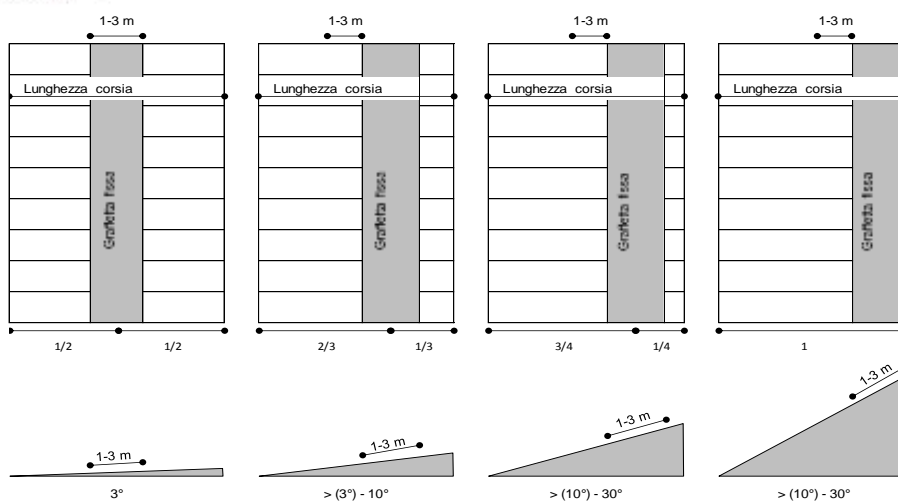 1-3 m 1-3 m 1-3 m 1-3 m
Lunghezza corsia Lunghezza corsia Lunghezza corsia Lunghezza corsia
Graffetta fissa Graffetta fissa Graffetta fissa Graffetta fissa
1/2 1/2 2/3 1/3 3/4 1/4 1
1-3 m 1-3 m 1-3 m 1-3 m
3° > (3°) - 10° > (10°) - 30° > (10°) - 30°